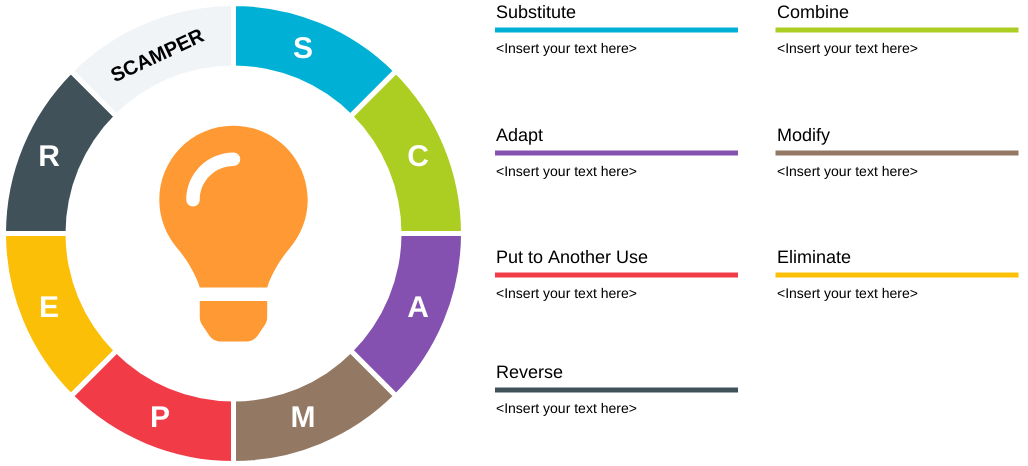 SCAMPER
S
C
A
M
P
E
R
Substitute
<Insert your text here>
Combine
<Insert your text here>
Adapt
<Insert your text here>
Modify
<Insert your text here>
Put to Another Use
<Insert your text here>
Eliminate
<Insert your text here>
Reverse
<Insert your text here>